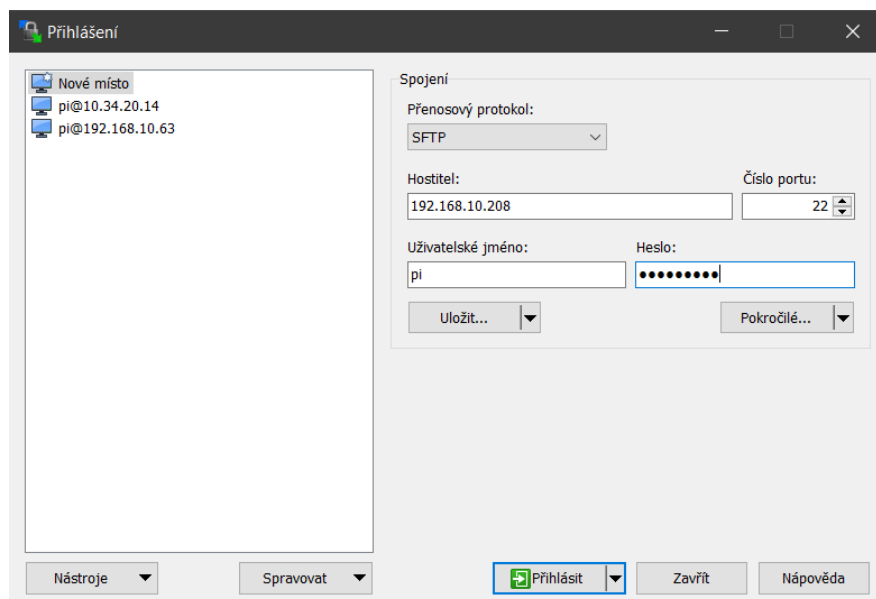 Přihlášení
Nové místo
pi@10.34.20.14
pi@192.168.10.63
Spojení
Přenosový protokol:
SFTP
Hostitel: Číslo portu:
192.168.10.208 22
Uživatelské jméno: Heslo:
pi ●●●●●●●●●
Uložit... Pokročilé...
Nástroje Spravovat Přihlásit Zavřít Nápověda